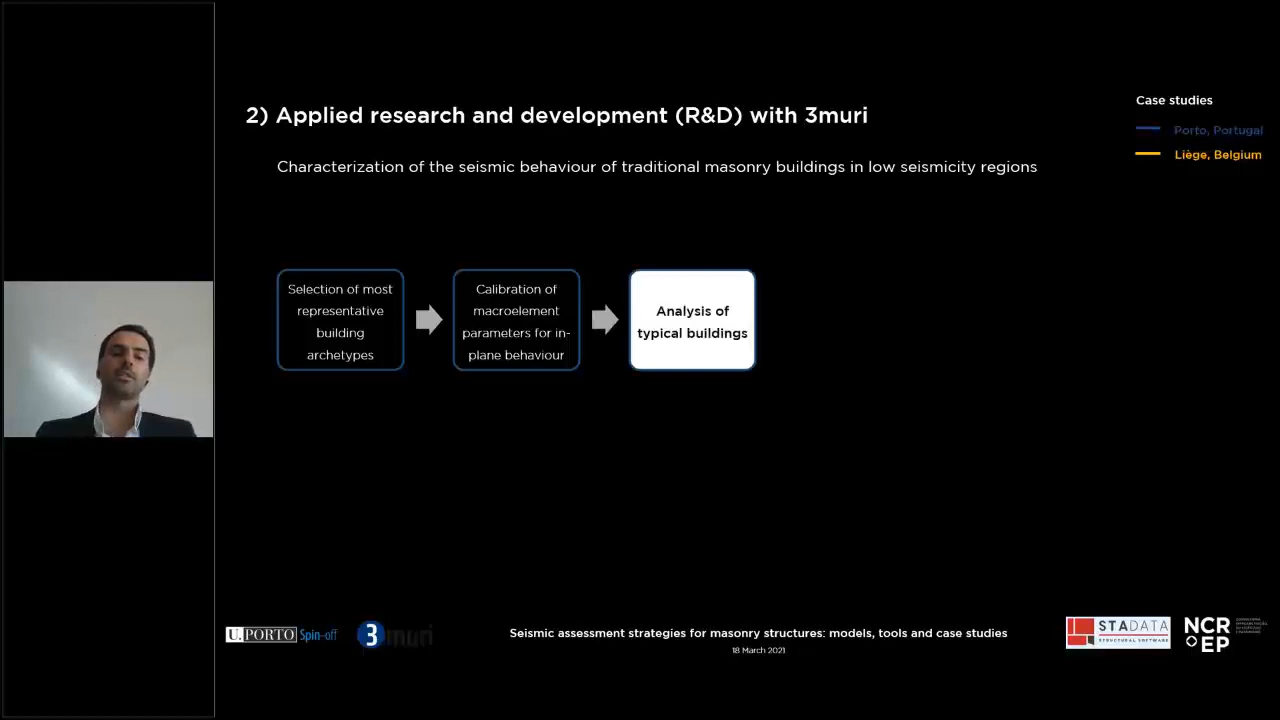 2) Applied research and development (R&D) with 3muri
Case studies
Porto, Portugal
Liège, Belgium
Characterization of the seismic behaviour of traditional masonry buildings in low seismicity regions
Selection of most
representative
building
archetypes
Calibration of
macroelement
parameters for in-
plane behaviour
Analysis of
typical buildings
U.PORTO Spin-off
3muri
Seismic assessment strategies for masonry structures: models, tools and case studies
18 March 2021
STADATA
STRUCTURAL SOFTWARE
NCR
EP